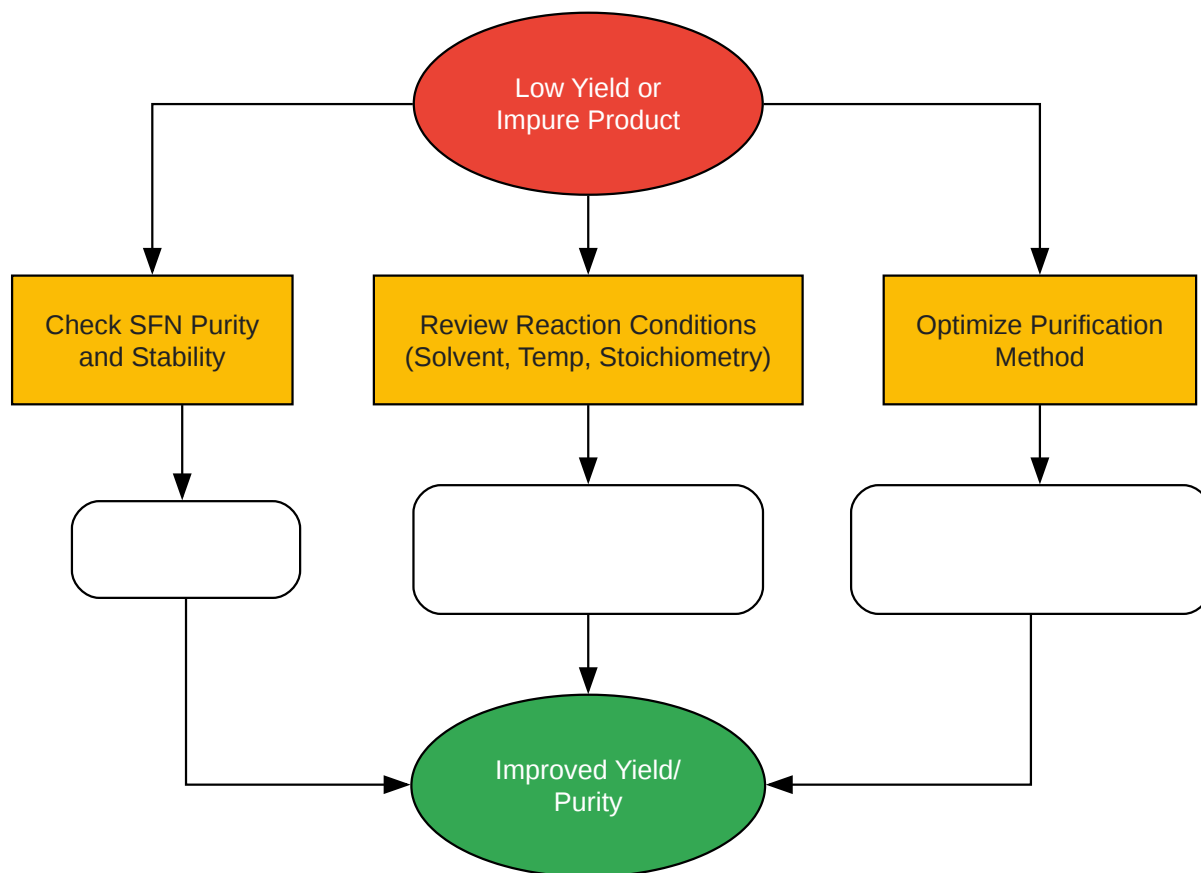 Low Yield or
Impure Product
Check SFN Purity
and Stability
Review Reaction Conditions
(Solvent, Temp, Stoichiometry)
Optimize Purification
Method
Improved Yield/
Purity